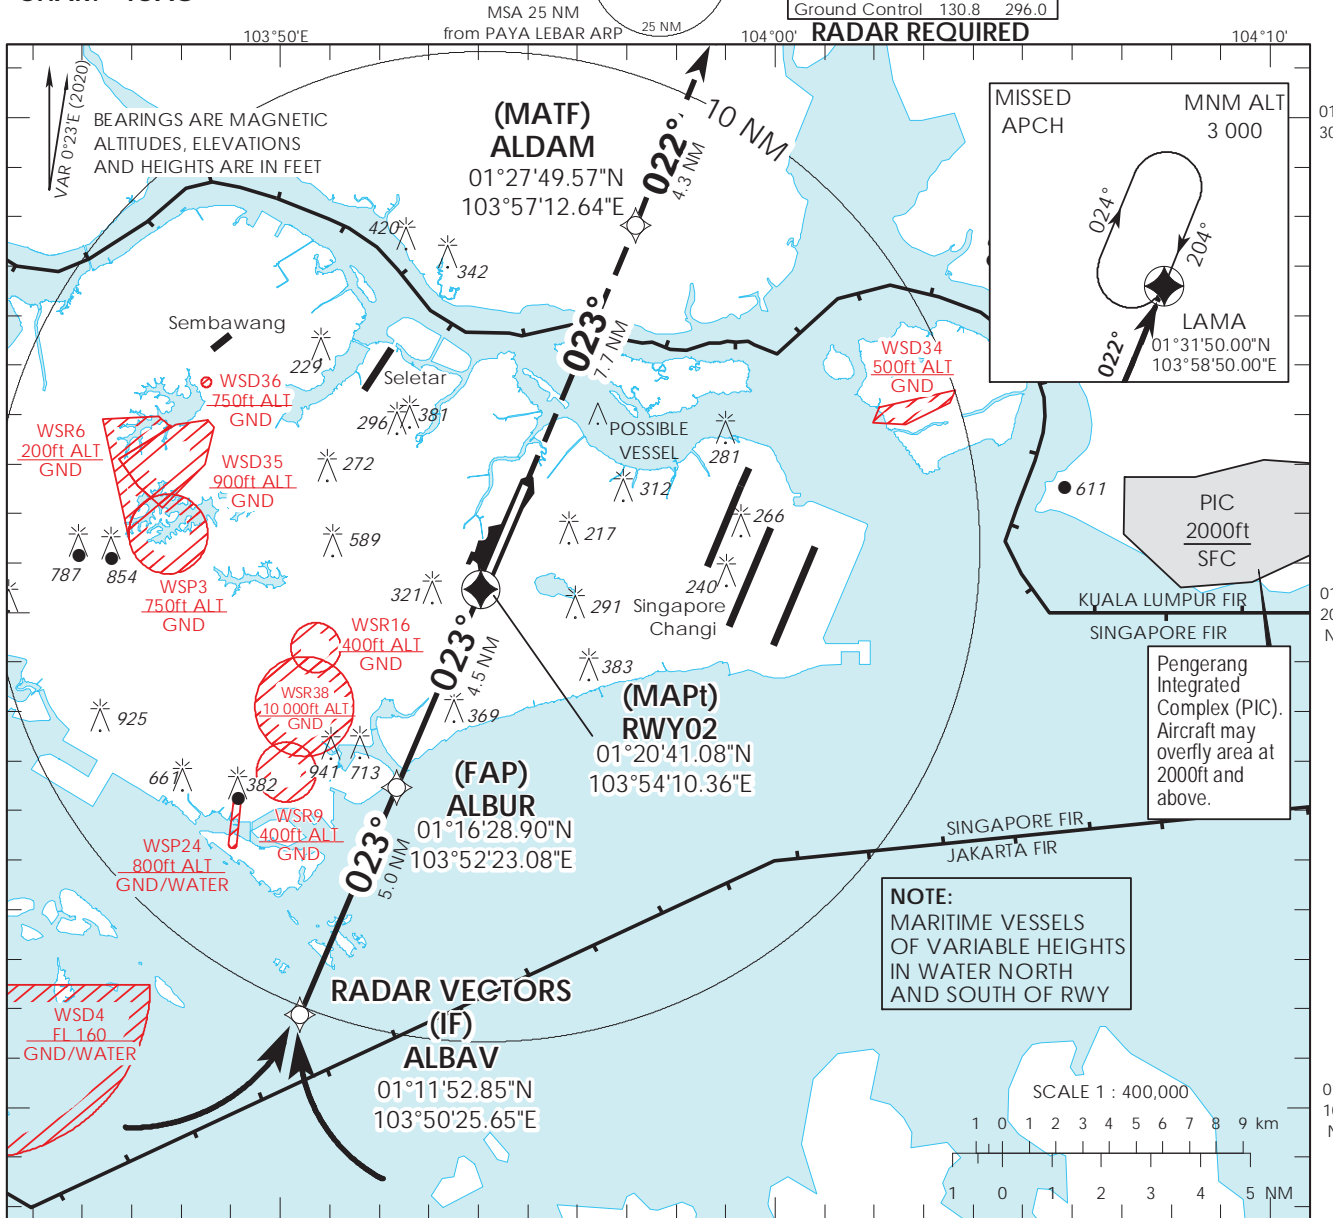 MSA 25 NM
from PAYA LEBAR ARP
25 NM
Ground Control 130.8 296.0
RADAR REQUIRED
103°50'E
104°00'
104°10'
VAR 0°23'E (2020)
BEARINGS ARE MAGNETIC
ALTITUDES, ELEVATIONS
AND HEIGHTS ARE IN FEET
(MATF)
ALDAM
01°27'49.57"N
103°57'12.64"E
022°
4.3 NM
10 NM
MISSED
APCH
MNM ALT
3 000
024°
204°
022°
LAMA
01°31'50.00"N
103°58'50.00"E
420
342
Sembawang
229
Seletar
023°
7.7 NM
WSD36
750ft ALT
GND
WSD34
500ft ALT
GND
296
381
WSR6
200ft ALT
GND
WSD35
900ft ALT
GND
272
POSSIBLE
VESSEL
281
312
611
PIC
2000ft
SFC
217
266
589
787
854
WSP3
750ft ALT
GND
321
291
240
Singapore
Changi
KUALA LUMPUR FIR
SINGAPORE FIR
WSR16
400ft ALT
GND
023°
4.5 NM
383
Pengerang
Integrated
Complex (PIC).
Aircraft may
overfly area at
2000ft and
above.
WSR38
10 000ft ALT
GND
925
369
(MAPt)
RWY02
01°20'41.08"N
103°54'10.36"E
661
382
941
713
(FAP)
ALBUR
01°16'28.90"N
103°52'23.08"E
WSR9
400ft ALT
GND
WSP24
800ft ALT
GND/WATER
023°
5.0 NM
SINGAPORE FIR
JAKARTA FIR
NOTE:
MARITIME VESSELS
OF VARIABLE HEIGHTS
IN WATER NORTH
AND SOUTH OF RWY
RADAR VECTORS
(IF)
ALBAV
01°11'52.85"N
103°50'25.65"E
WSD4
FL 160
GND/WATER
SCALE 1 : 400,000
1 0 1 2 3 4 5 6 7 8 9 km
1 0 1 2 3 4 5 NM